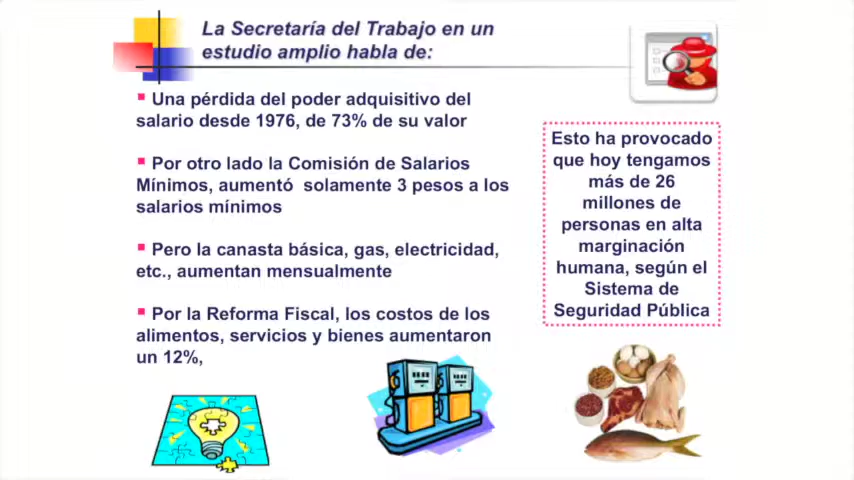 La Secretaría del Trabajo en un
estudio amplio habla de:
Una pérdida del poder adquisitivo del
salario desde 1976, de 73% de su valor
Por otro lado la Comisión de Salarios
Mínimos, aumentó solamente 3 pesos a los
salarios mínimos
Pero la canasta básica, gas, electricidad,
etc., aumentan mensualmente
Por la Reforma Fiscal, los costos de los
alimentos, servicios y bienes aumentaron
un 12%,
Esto ha provocado
que hoy tengamos
más de 26
millones de
personas en alta
marginación
humana, según el
Sistema de
Seguridad Pública